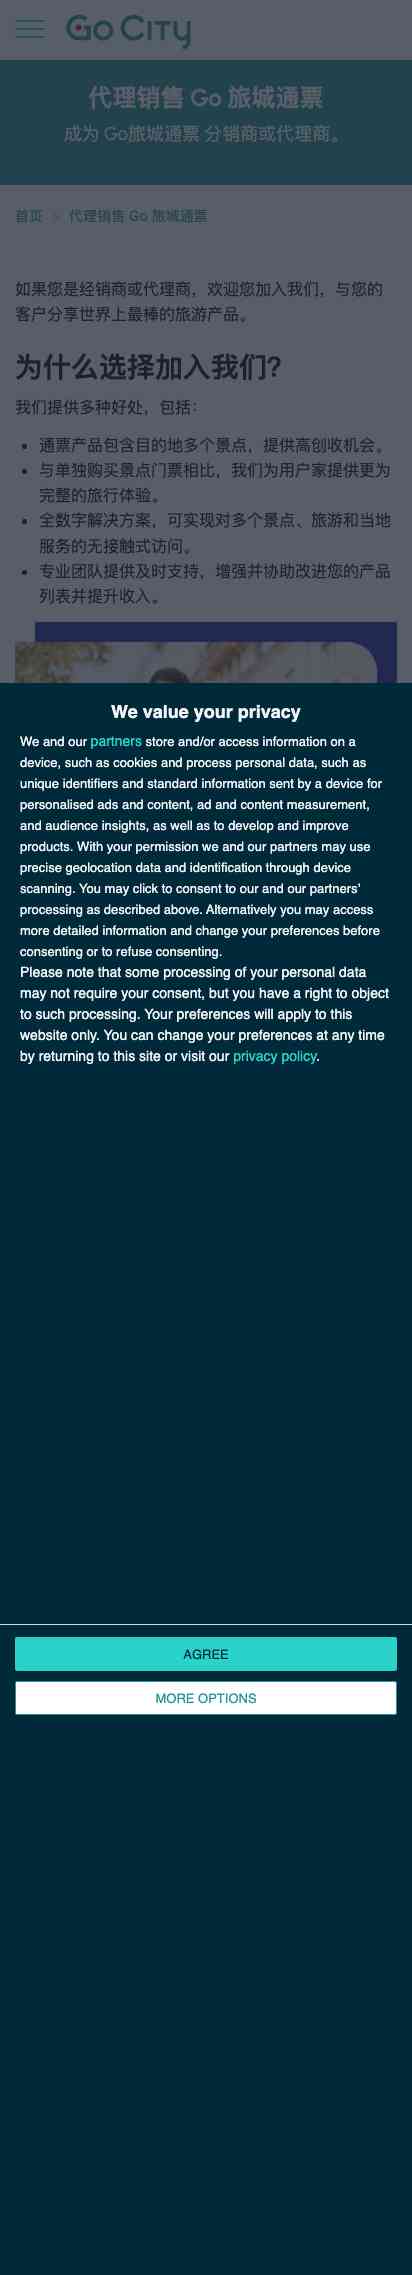 Go City
代理销售 Go 旅城通票
成为 Go旅城通票 分销商或代理商。
首页 > 代理销售 Go 旅城通票
如果您是经销商或代理商，欢迎您加入我们，与您的
客户分享世界上最棒的旅游产品。
为什么选择加入我们?
我们提供多种好处，包括：
• 通票产品包含目的地多个景点，提供高创收机会。
• 与单独购买景点门票相比，我们为用户家提供更为
完整的旅行体验。
• 全数字解决方案，可实现对多个景点、旅游和当地
服务的无接触式访问。
• 专业团队提供及时支持，增强并协助改进您的产品
列表并提升收入。
We value your privacy
We and our partners store and/or access information on a
device, such as cookies and process personal data, such as
unique identifiers and standard information sent by a device for
personalised ads and content, ad and content measurement,
and audience insights, as well as to develop and improve
products. With your permission we and our partners may use
precise geolocation data and identification through device
scanning. You may click to consent to our and our partners’
processing as described above. Alternatively you may access
more detailed information and change your preferences before
consenting or to refuse consenting.
Please note that some processing of your personal data
may not require your consent, but you have a right to object
to such processing. Your preferences will apply to this
website only. You can change your preferences at any time
by returning to this site or visit our privacy policy.
AGREE
MORE OPTIONS